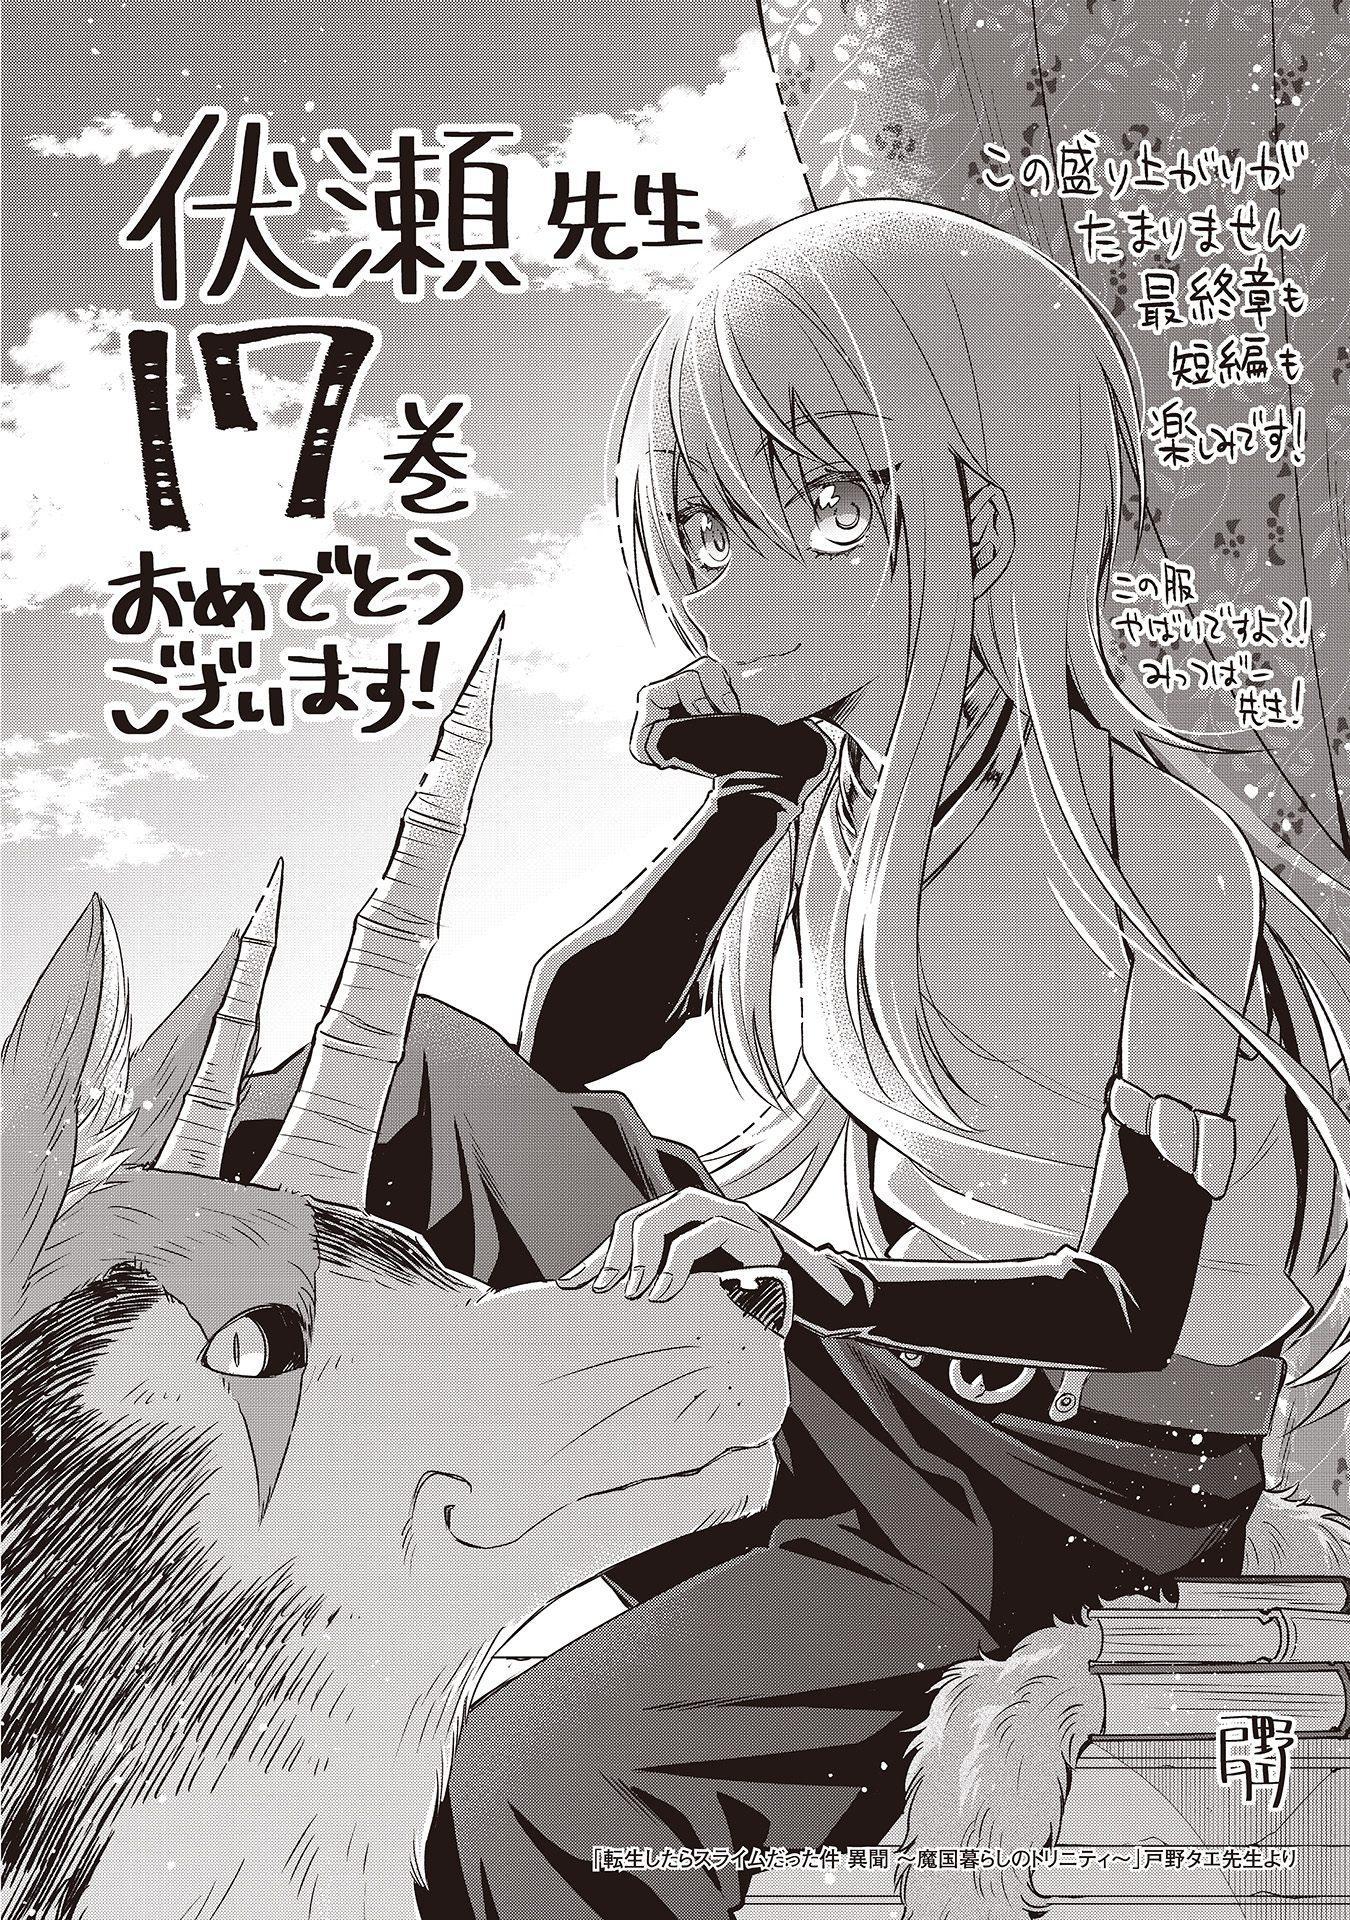 伏瀬先生
17巻
おめでとう
ございます!
この盛り上がりが
たまりません
最終章も
短編も
楽しみです!
この服
やばいですよ?!
みっつばー
先生!
戸野
『転生したらスライムだった件 異聞 ～魔国暮らしのトリニティ～』戸野タエ先生より